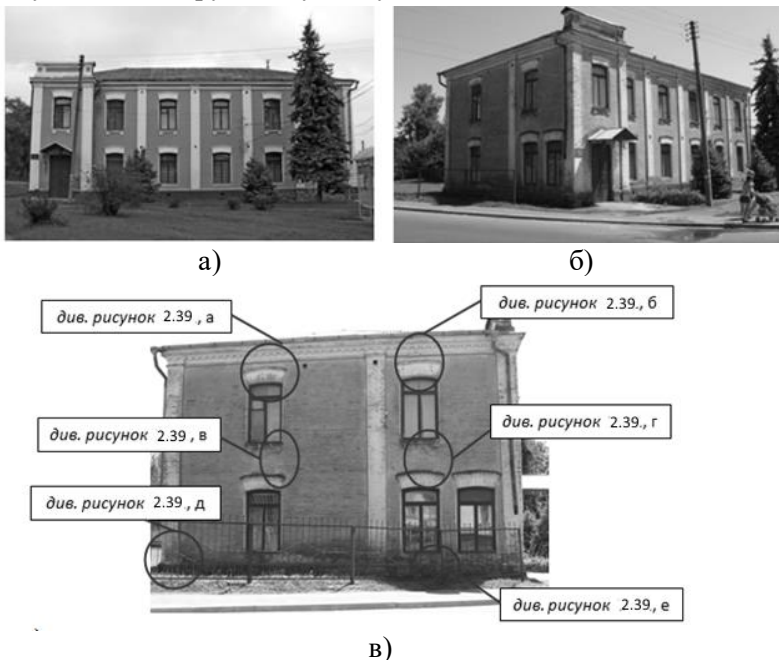 а)
б)
див. рисунок 2.39., а
див. рисунок 2.39., б
див. рисунок 2.39., в
див. рисунок 2.39., г
див. рисунок 2.39., д
див. рисунок 2.39., е
в)